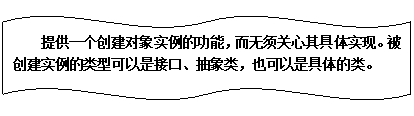 提供一个创建对象实例的功能，而无须关心其具体实现。被
创建实例的类型可以是接口、抽象类，也可以是具体的类。